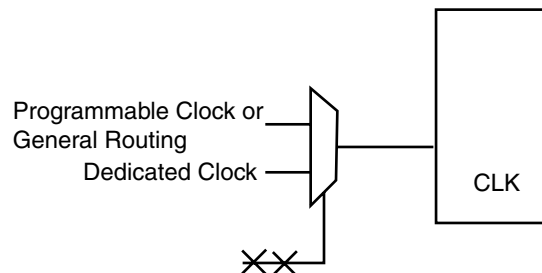 Programmable Clock or
General Routing
Dedicated Clock
CLK